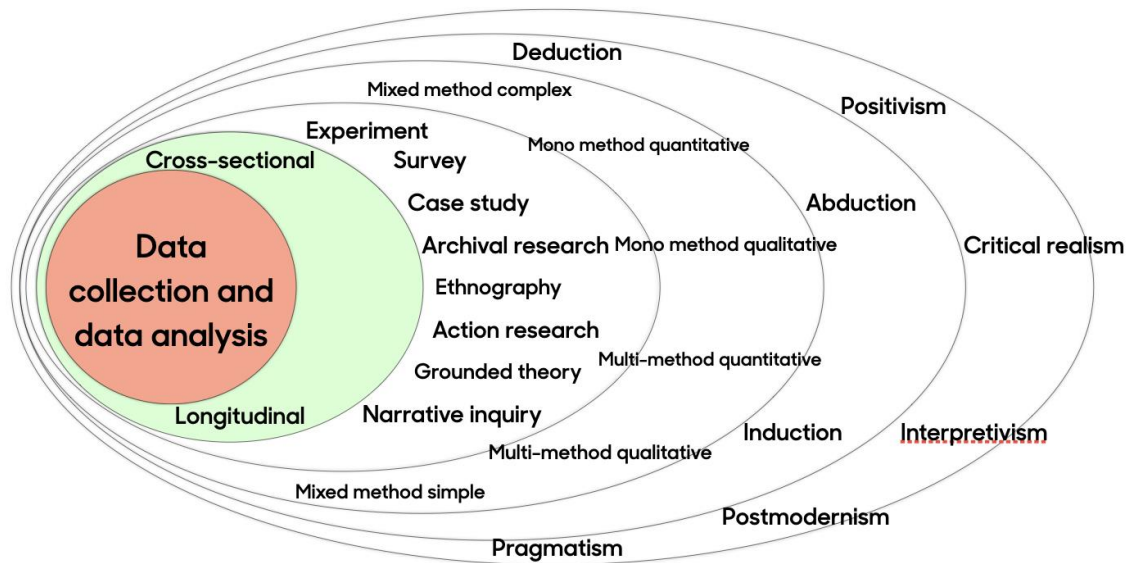 Deduction
Mixed method complex
Positivism
Experiment
Mono method quantitative
Cross-sectional
Survey
Case study
Abduction
Data
collection and
data analysis
Archival research
Mono method qualitative
Critical realism
Ethnography
Action research
Multi-method quantitative
Grounded theory
Longitudinal
Narrative inquiry
Induction
Interpretivism
Multi-method qualitative
Mixed method simple
Postmodernism
Pragmatism